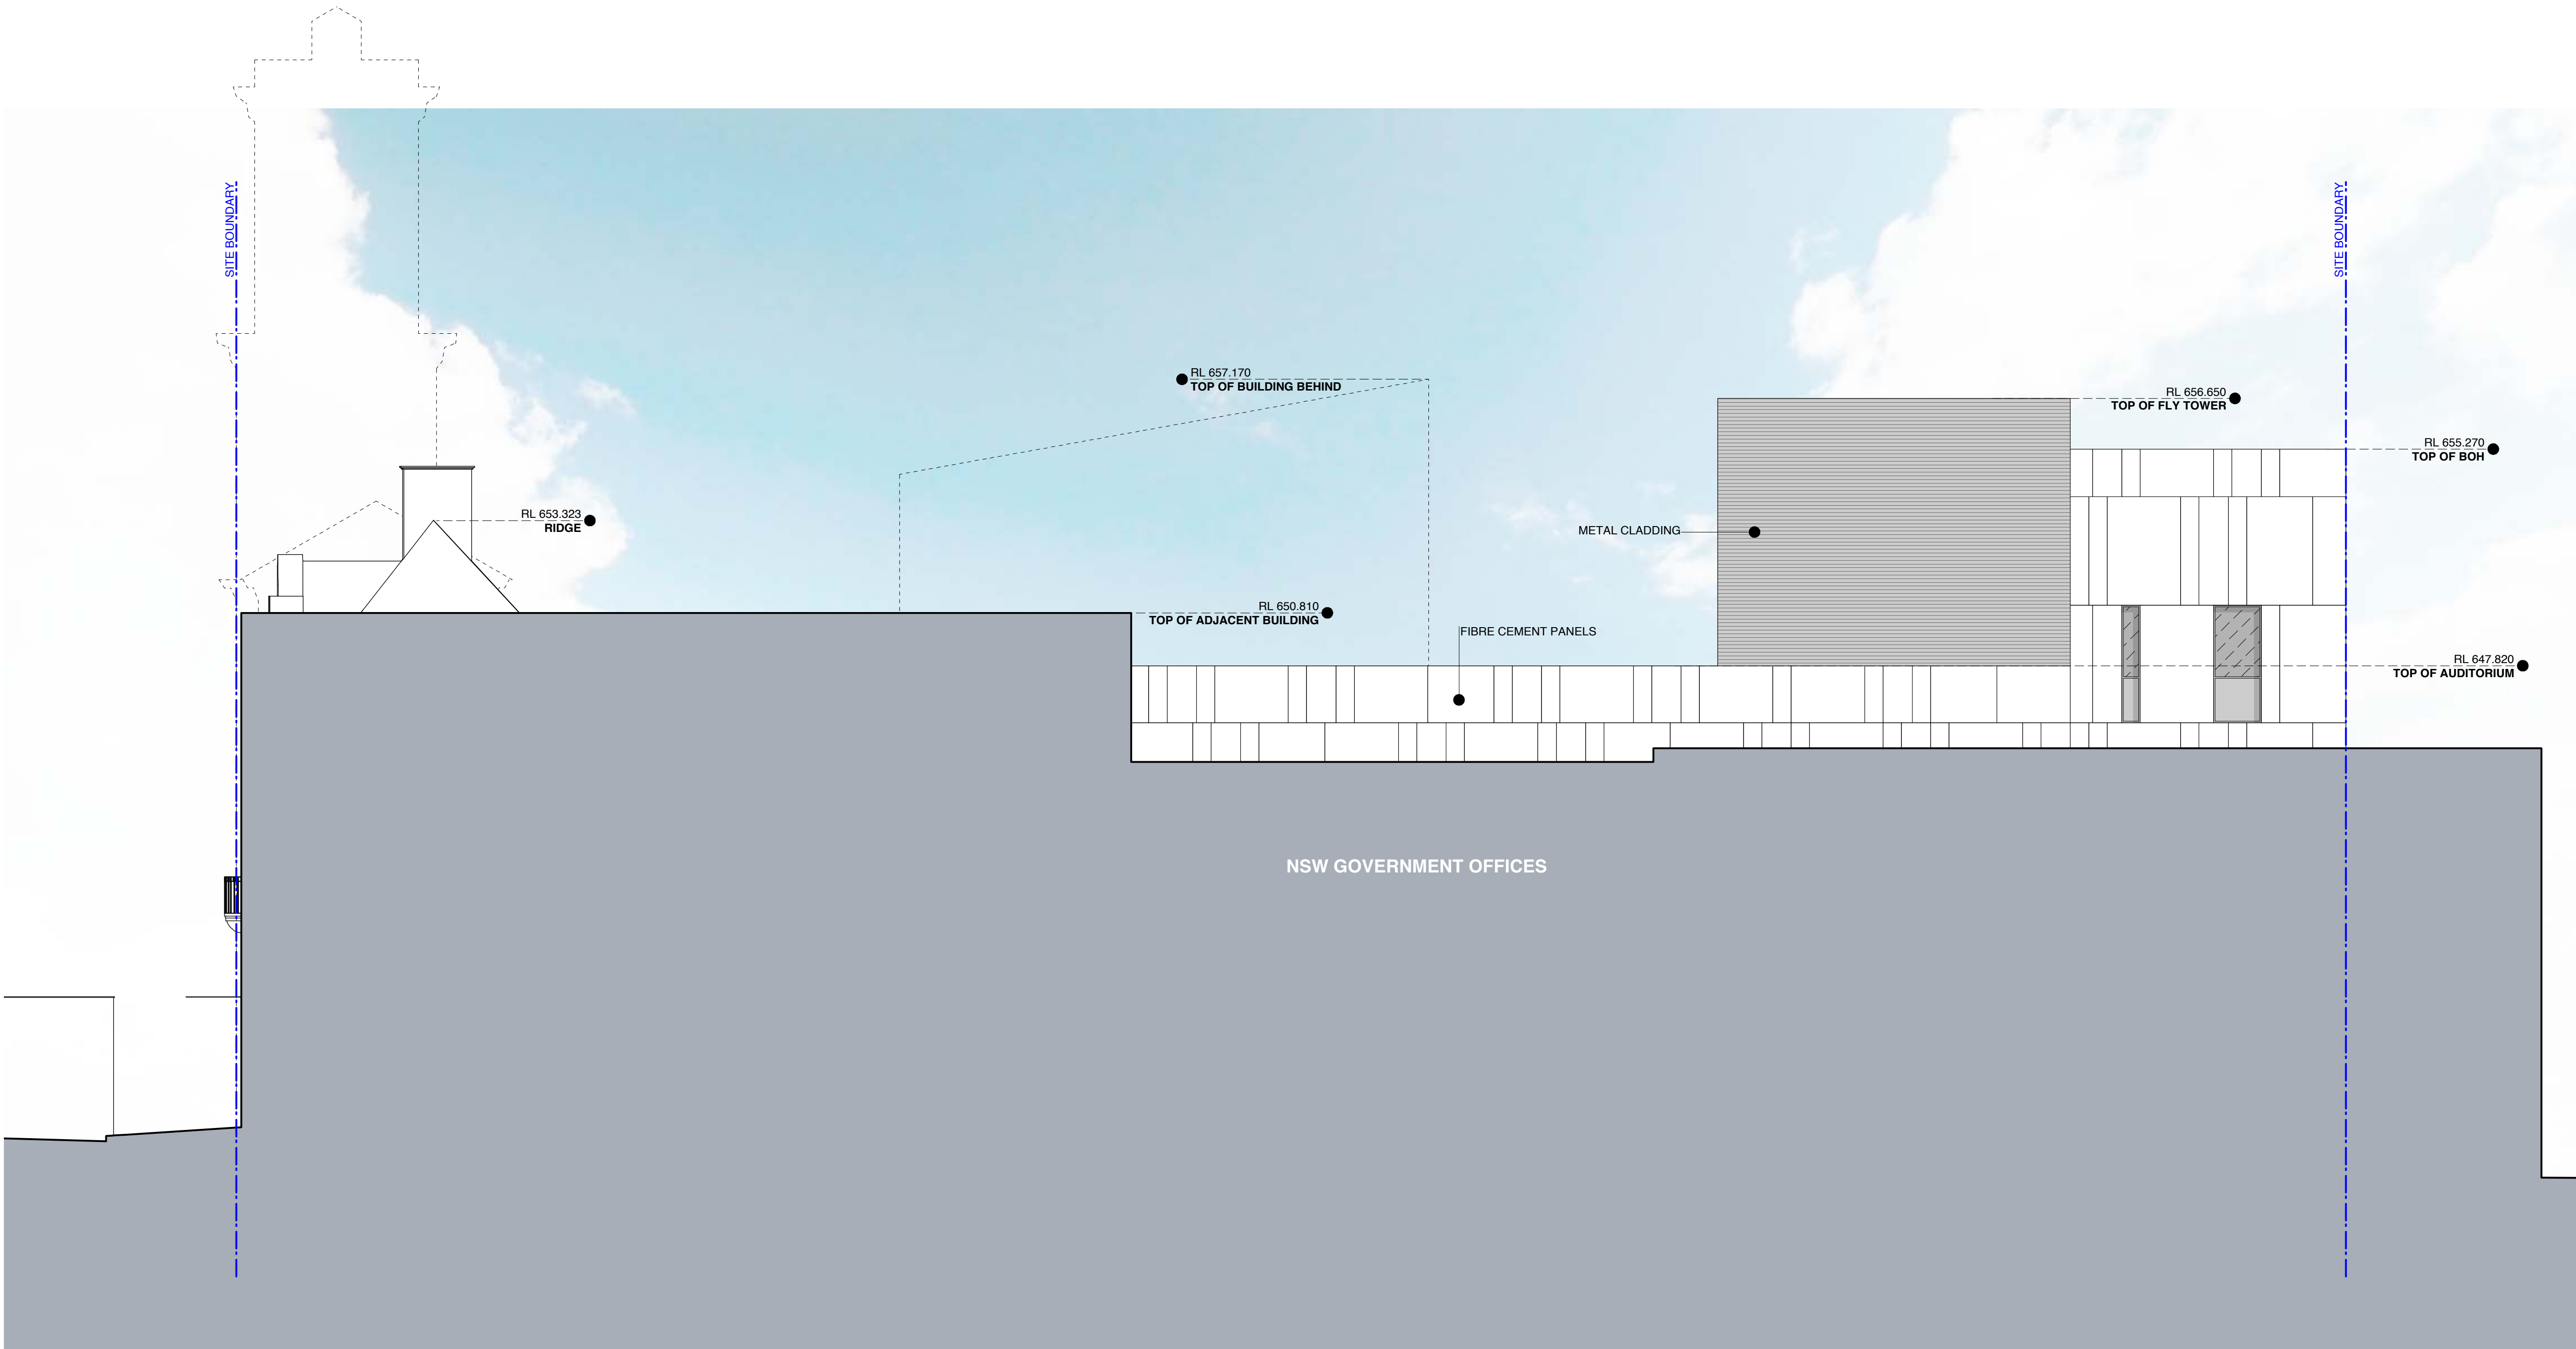 SITE BOUNDARY
SITE BOUNDARY
RL 657.170
TOP OF BUILDING BEHIND
RL 656.650
TOP OF FLY TOWER
RL 655.270
TOP OF BOH
RL 653.323
RIDGE
METAL CLADDING
RL 650.810
TOP OF ADJACENT BUILDING
FIBRE CEMENT PANELS
RL 647.820
TOP OF AUDITORIUM
NSW GOVERNMENT OFFICES